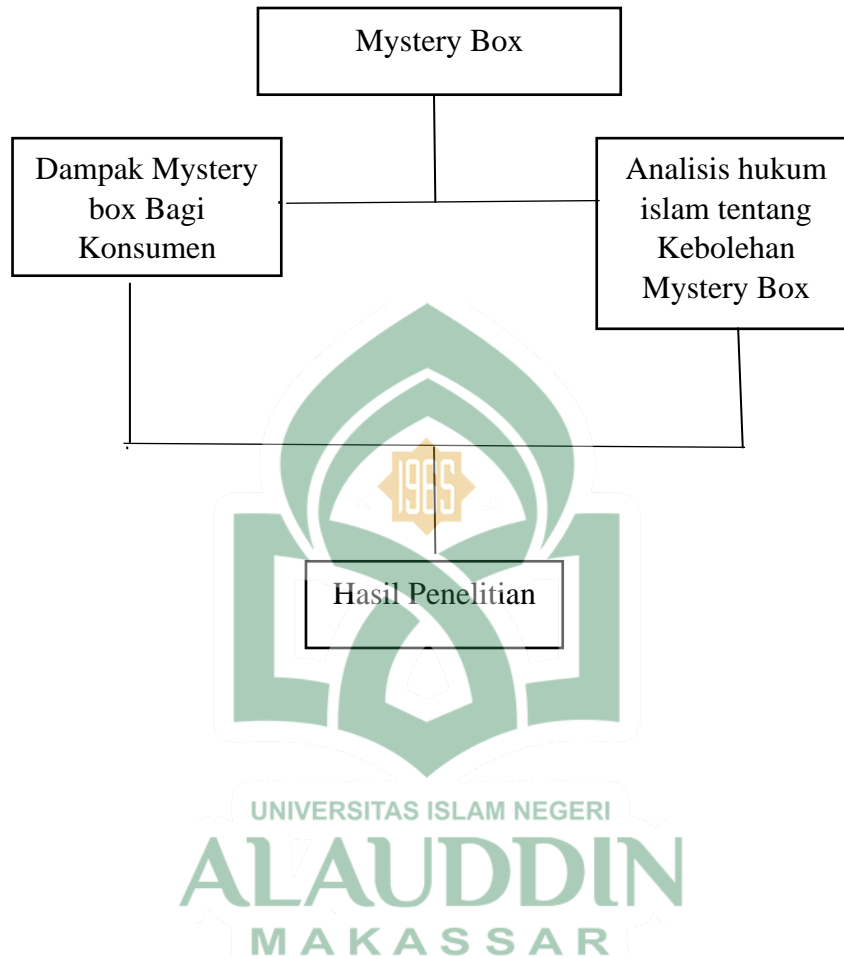 Mystery Box
Dampak Mystery
box Bagi
Konsumen
Analisis hukum
islam tentang
Kebolehan
Mystery Box
1965
Hasil Penelitian
UNIVERSITAS ISLAM NEGERI
ALAUDDIN
MAKASSAR